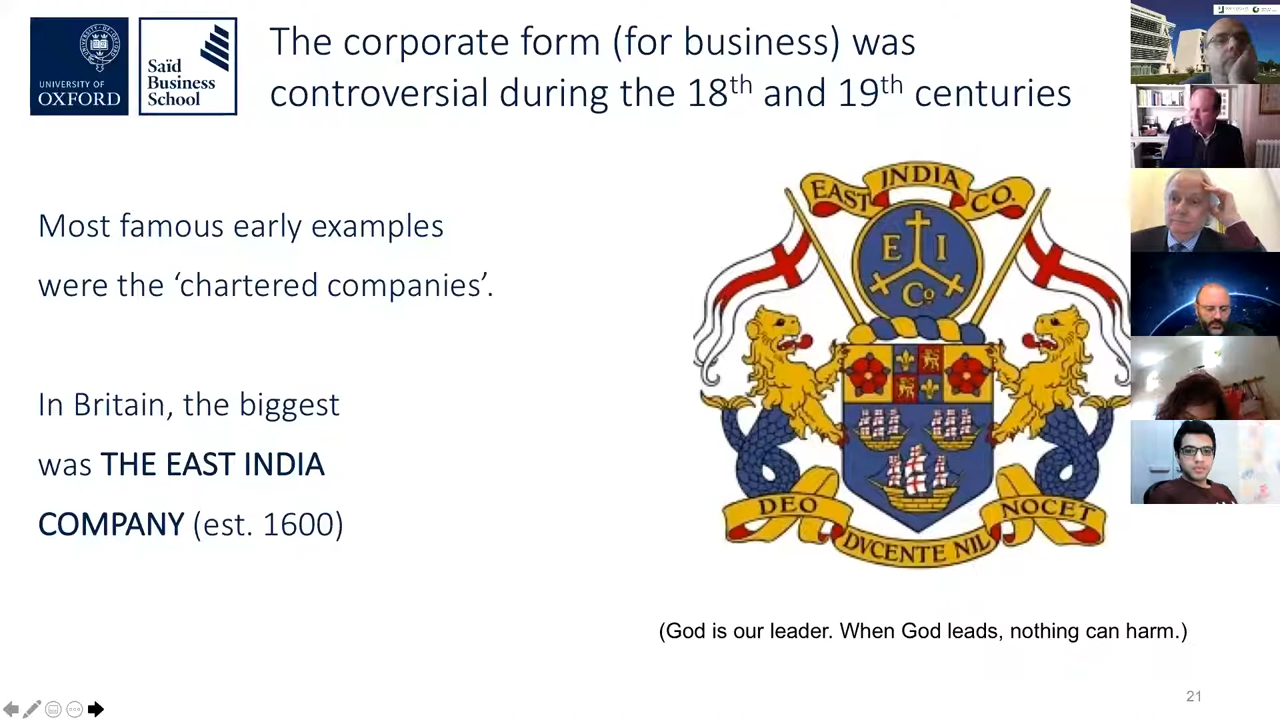 UNIVERSITY OF
OXFORD
Saïd
Business
School
The corporate form (for business) was
controversial during the 18th and 19th centuries
Most famous early examples
were the ‘chartered companies’.
In Britain, the biggest
was THE EAST INDIA
COMPANY (est. 1600)
EAST INDIA CO.
E I
Co
DEO DVCENTE NIL NOCET
(God is our leader. When God leads, nothing can harm.)
21